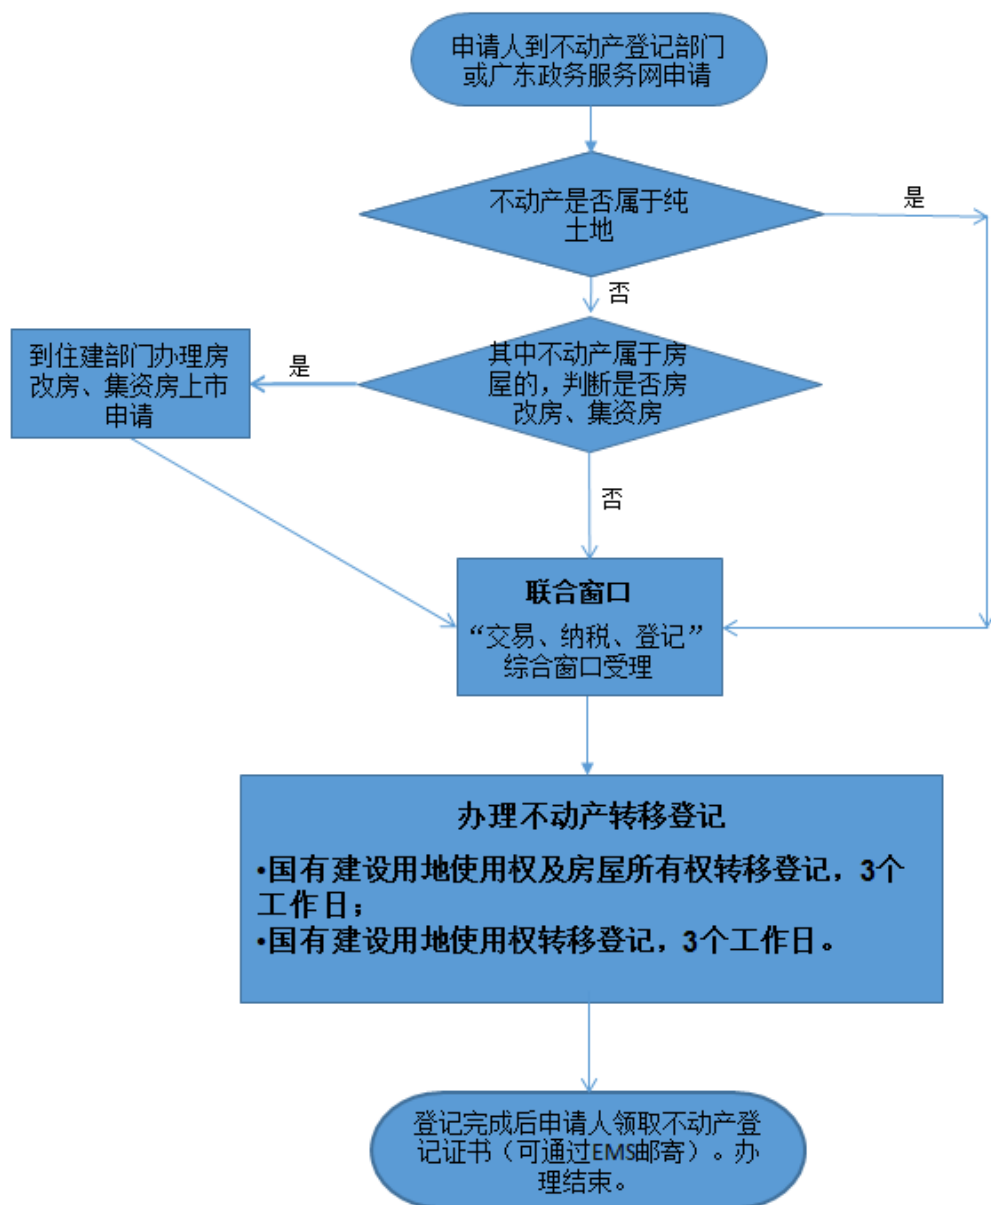 申请人到不动产登记部门
或广东政务服务网申请
不动产是否属于纯
土地
是
否
其中不动产属于房
屋的，判断是否房
改房、集资房
是
到住建部门办理房
改房、集资房上市
申请
否
联合窗口
“交易、纳税、登记”
综合窗口受理
办理不动产转移登记
•国有建设用地使用权及房屋所有权转移登记，3个
工作日；
•国有建设用地使用权转移登记，3个工作日。
登记完成后申请人领取不动产登
记证书（可通过EMS邮寄）。办
理结束。